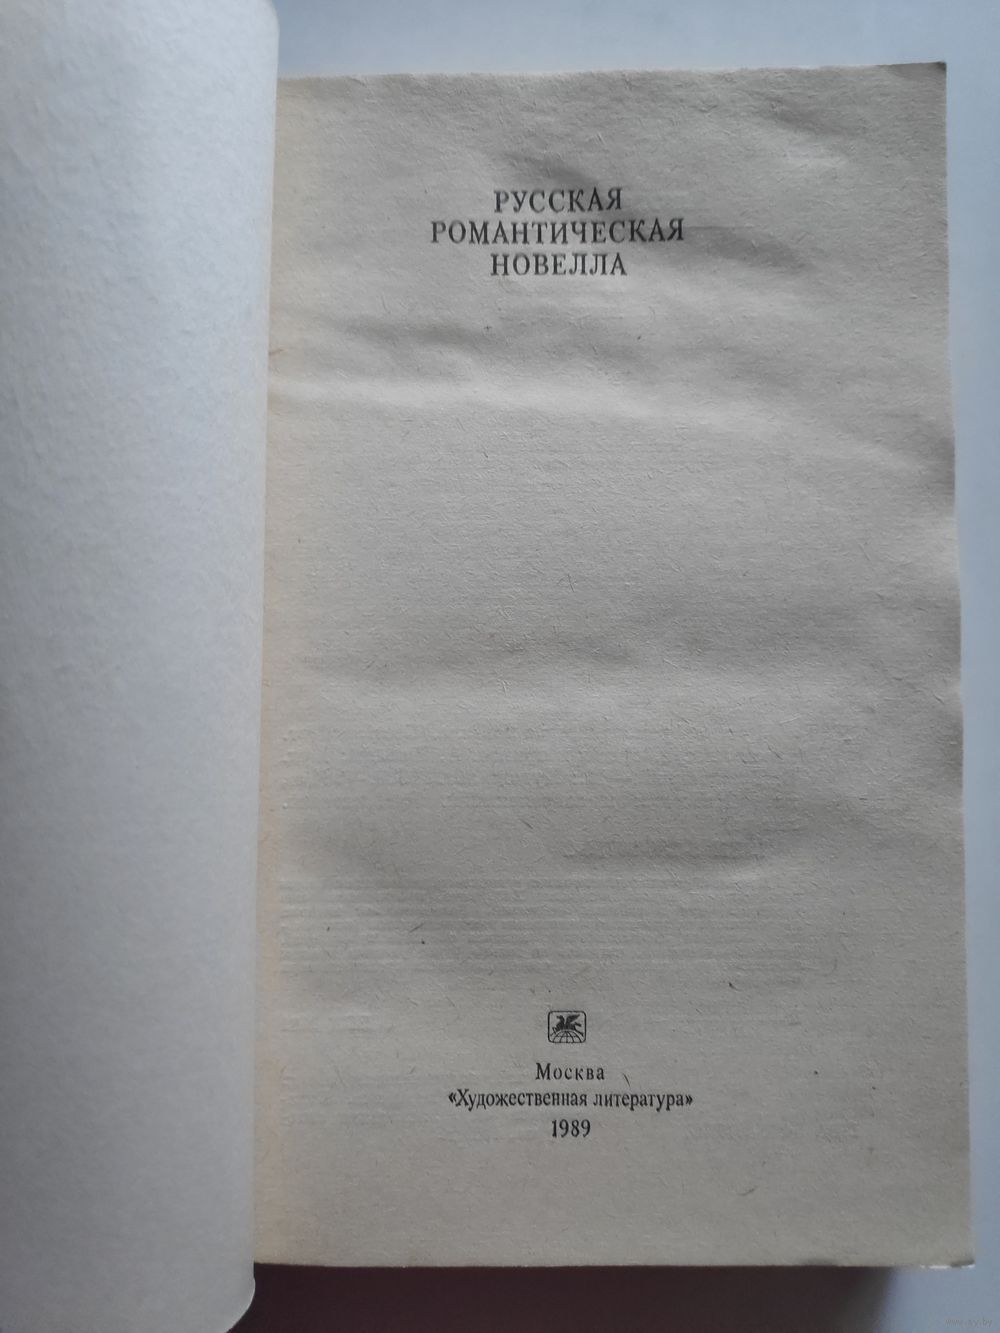 РУССКАЯ
РОМАНТИЧЕСКАЯ
НОВЕЛЛА
Москва
«Художественная литература»
1989